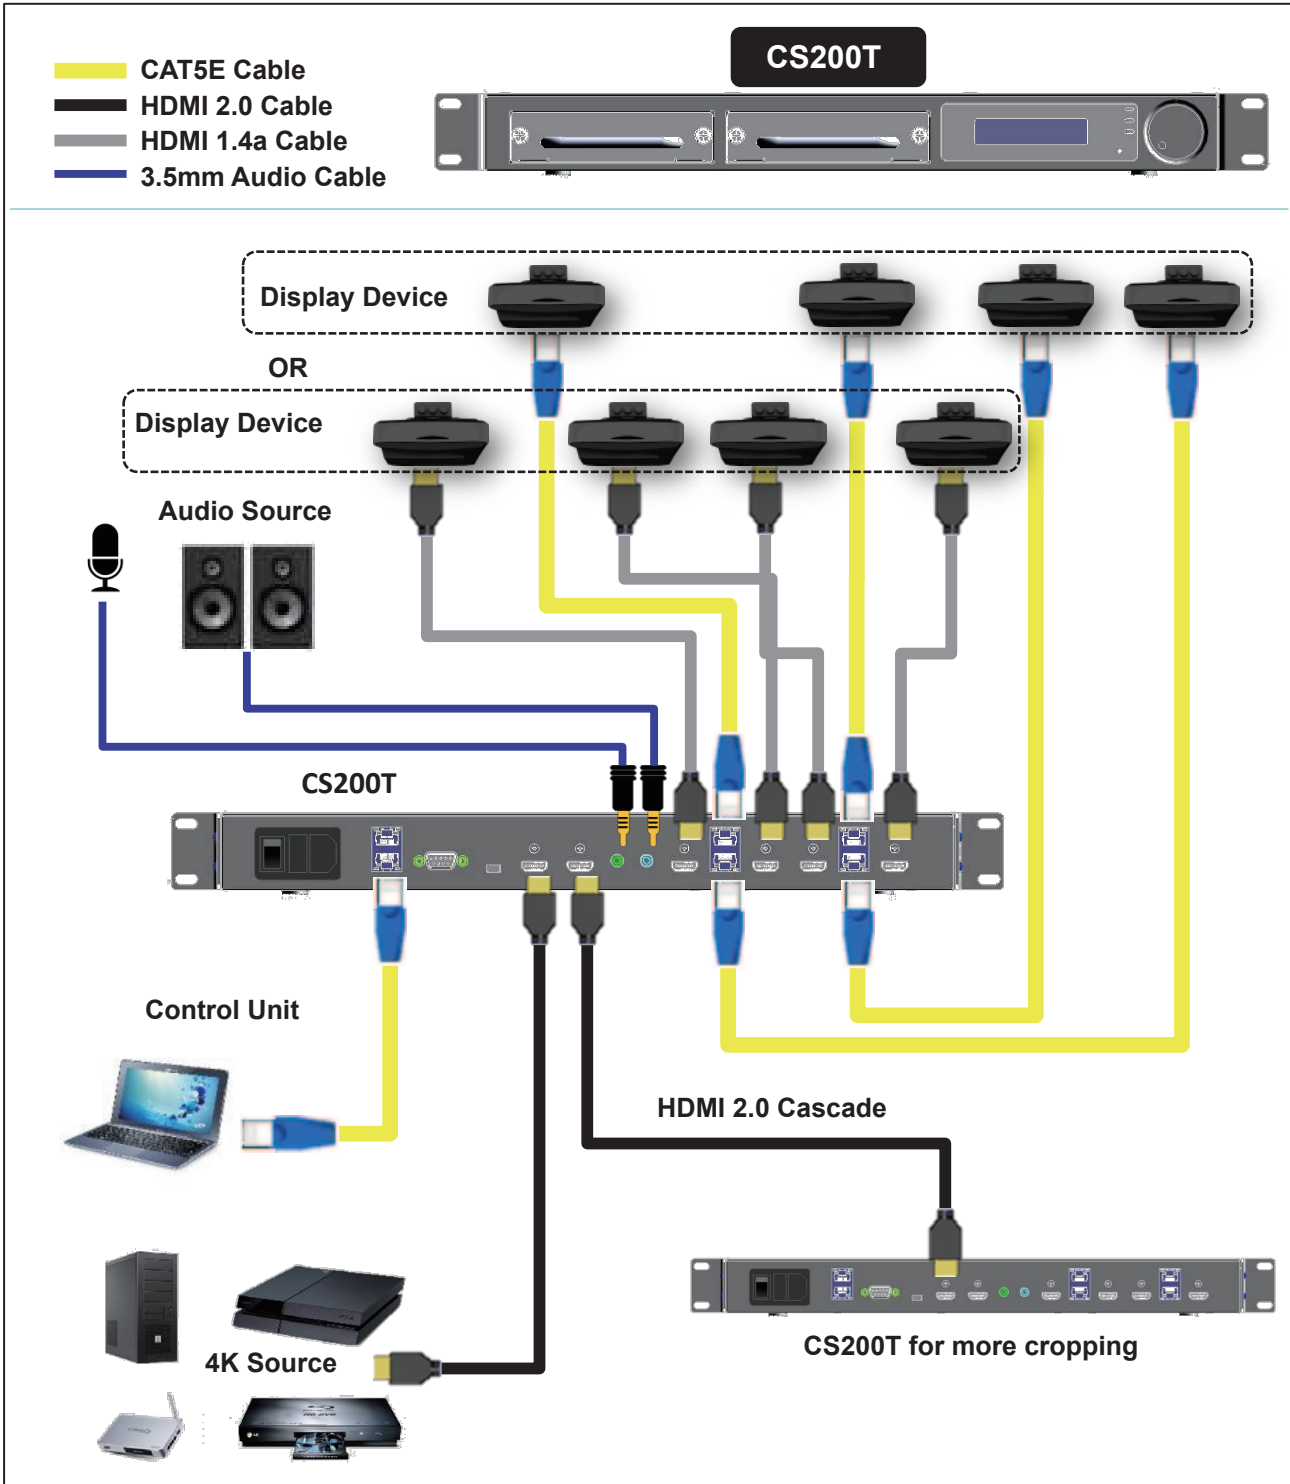 CS200T
CAT5E Cable
HDMI 2.0 Cable
HDMI 1.4a Cable
3.5mm Audio Cable
Display Device
OR
Display Device
Audio Source
CS200T
Control Unit
HDMI 2.0 Cascade
CS200T for more cropping
4K Source